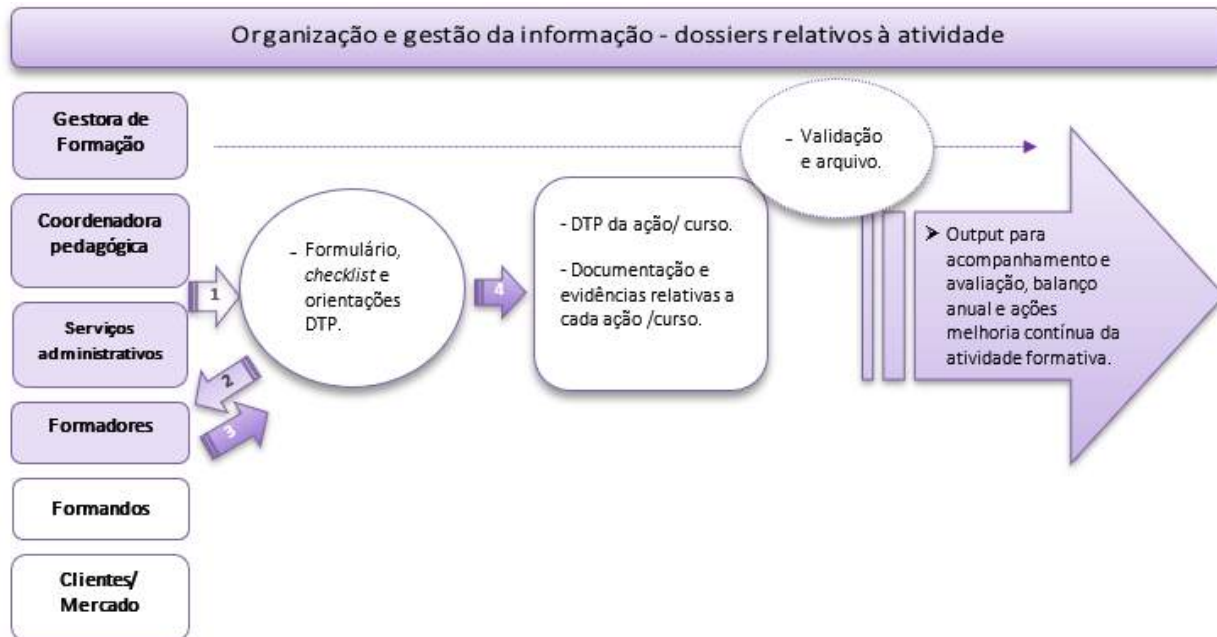 Organização e gestão da informação - dossiers relativos à atividade
Gestora de
Formação
Coordenadora
pedagógica
Serviços
administrativos
Formadores
Formandos
Clientes/
Mercado
1
2
3
- Formulário,
checklist e
orientações
DTP.
4
- DTP da ação/ curso.
- Documentação e
evidências relativas a
cada ação /curso.
- Validação
e arquivo.
➤ Output para
acompanhamento e
avaliação, balanço
anual e ações
melhoria contínua da
atividade formativa.